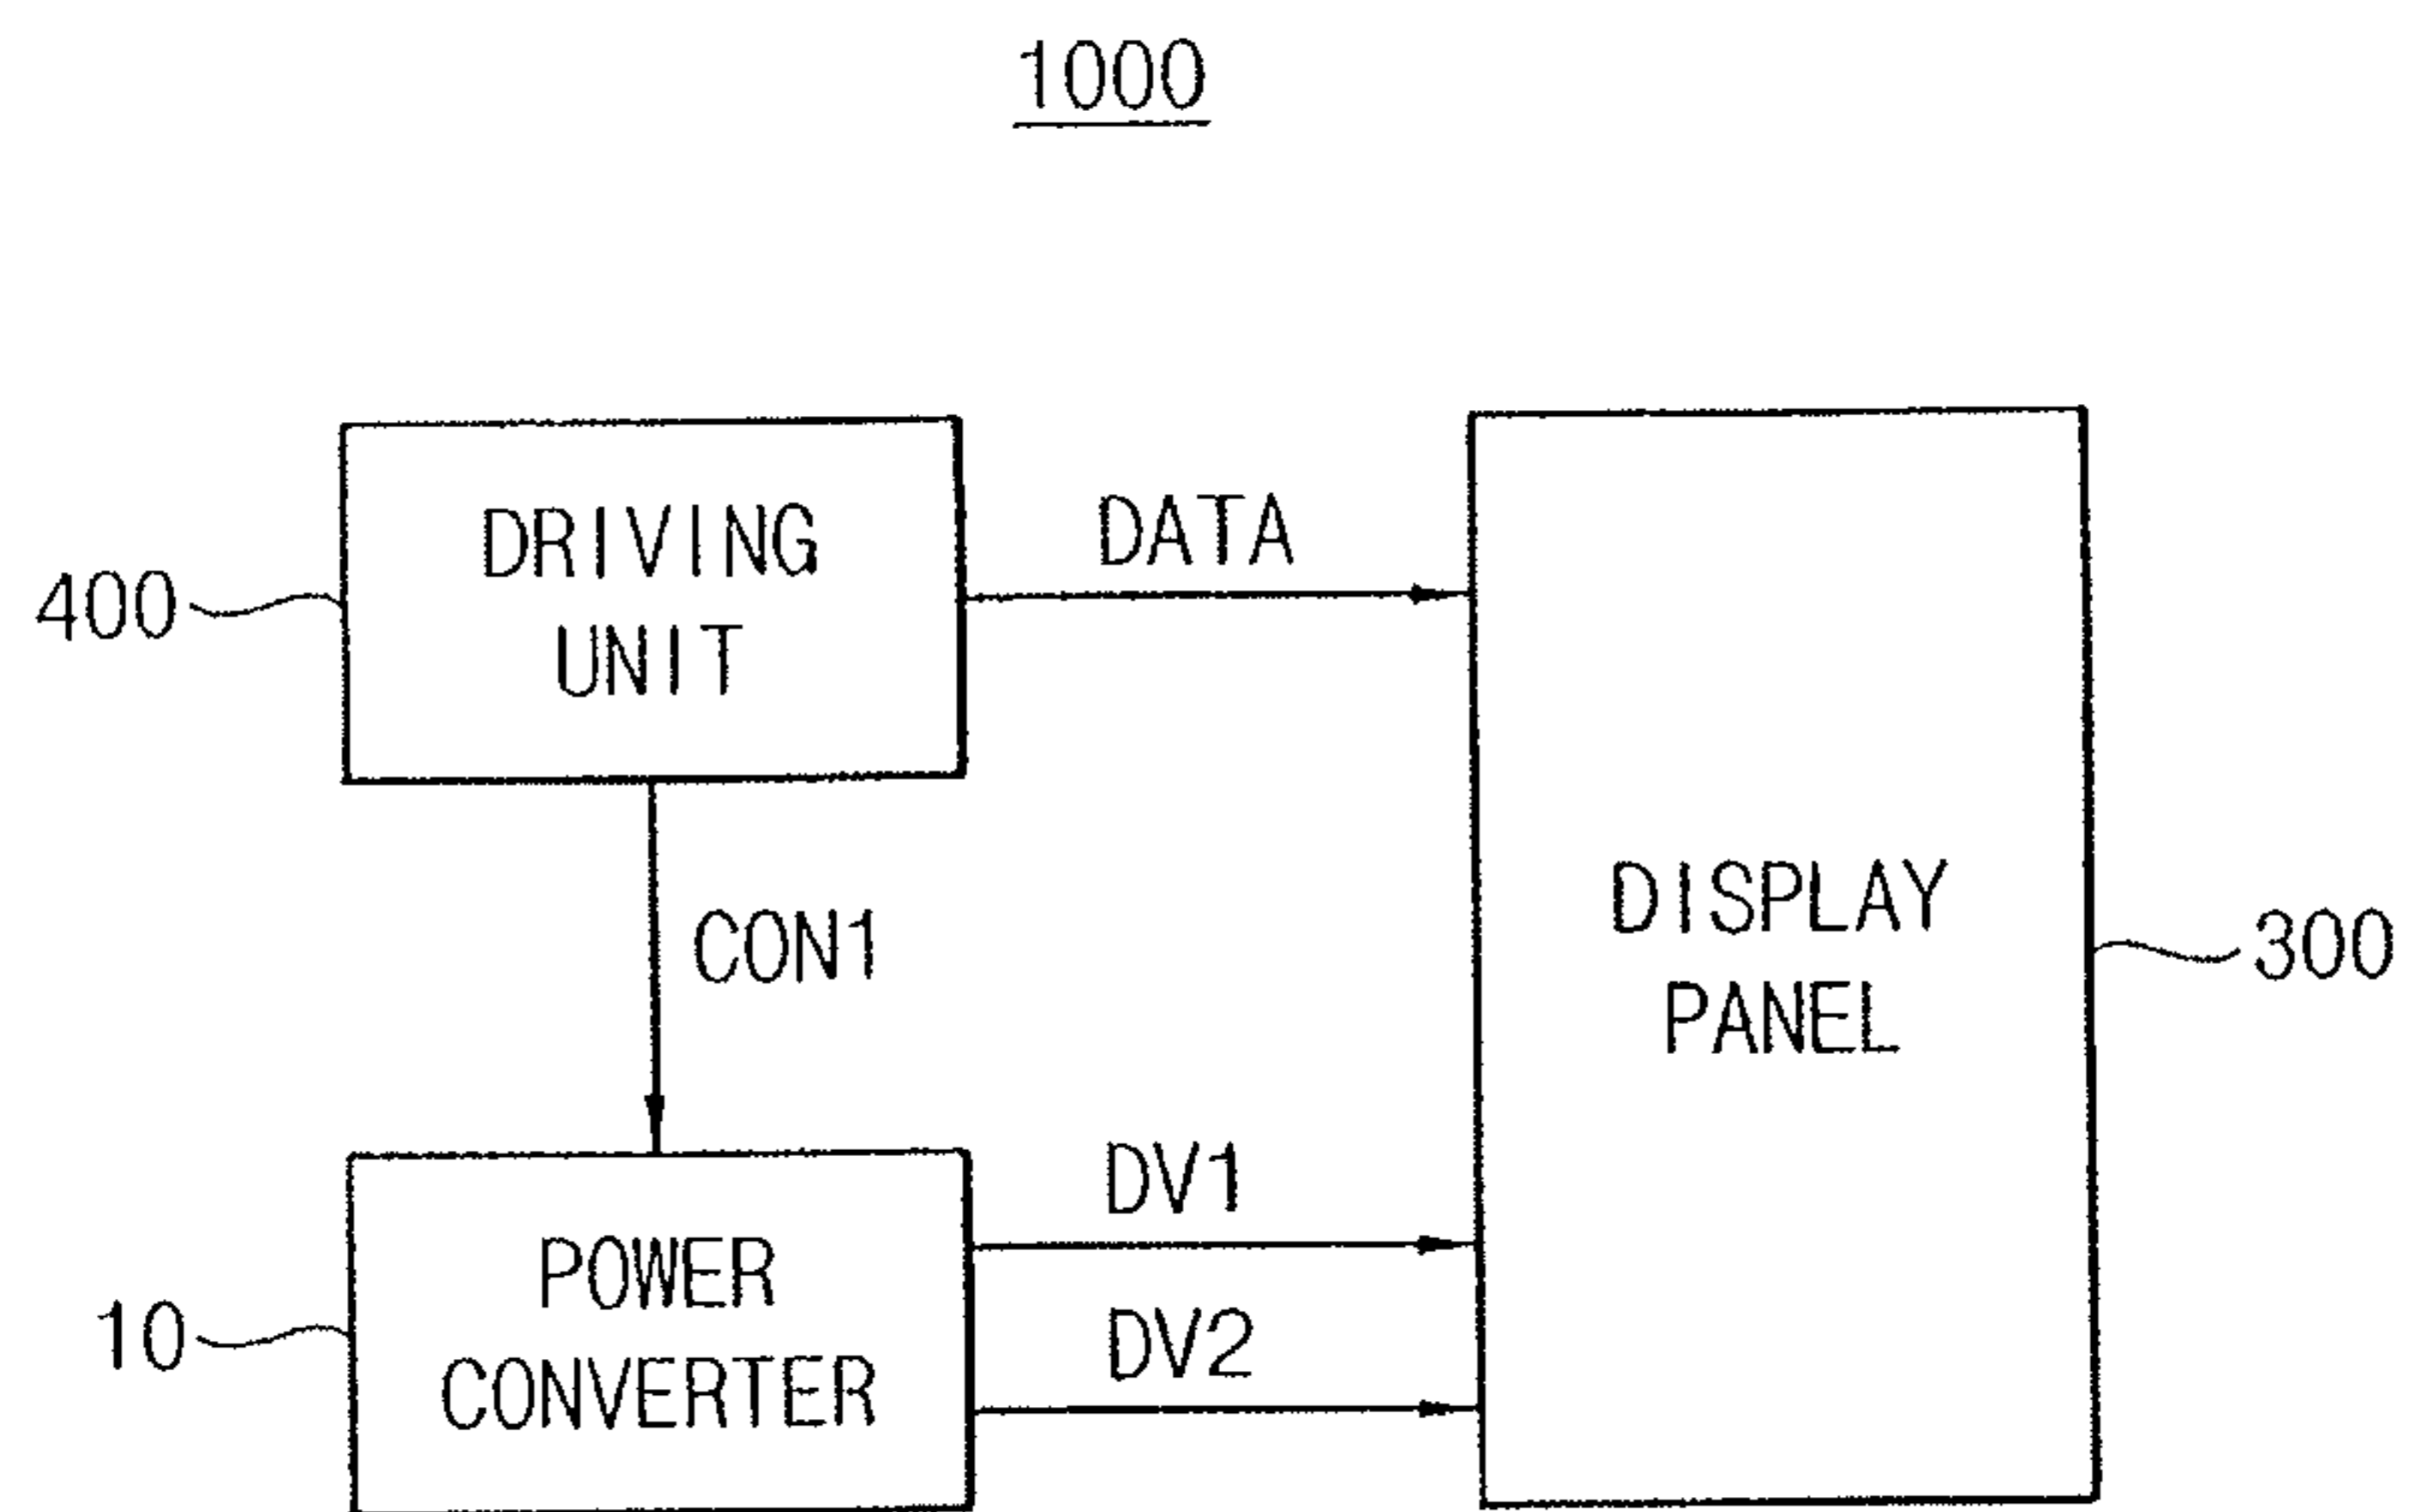 1000
DRIVING
UNIT
400
DATA
CON1
DISPLAY
PANEL
300
POWER
CONVERTER
10
DV1
DV2